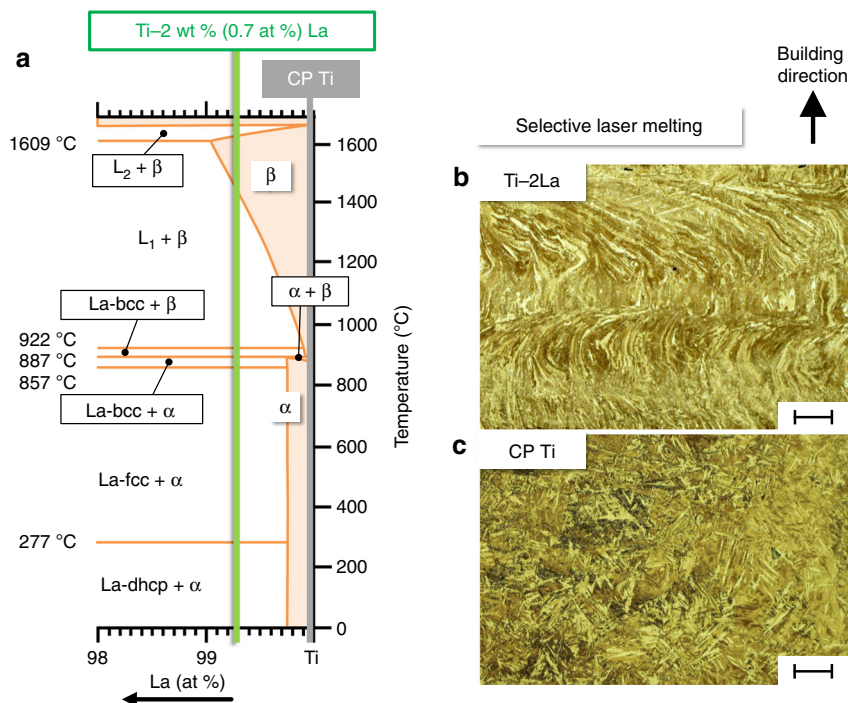 Ti–2 wt % (0.7 at %) La
a
CP Ti
1609 °C
L2 + β
β
L1 + β
La-bcc + β
α + β
922 °C
887 °C
857 °C
La-bcc + α
α
La-fcc + α
277 °C
La-dhcp + α
1600
1400
1200
1000
800
600
400
200
0
Temperature (°C)
98
99
Ti
La (at %)
Building
direction
Selective laser melting
b
Ti–2La
c
CP Ti